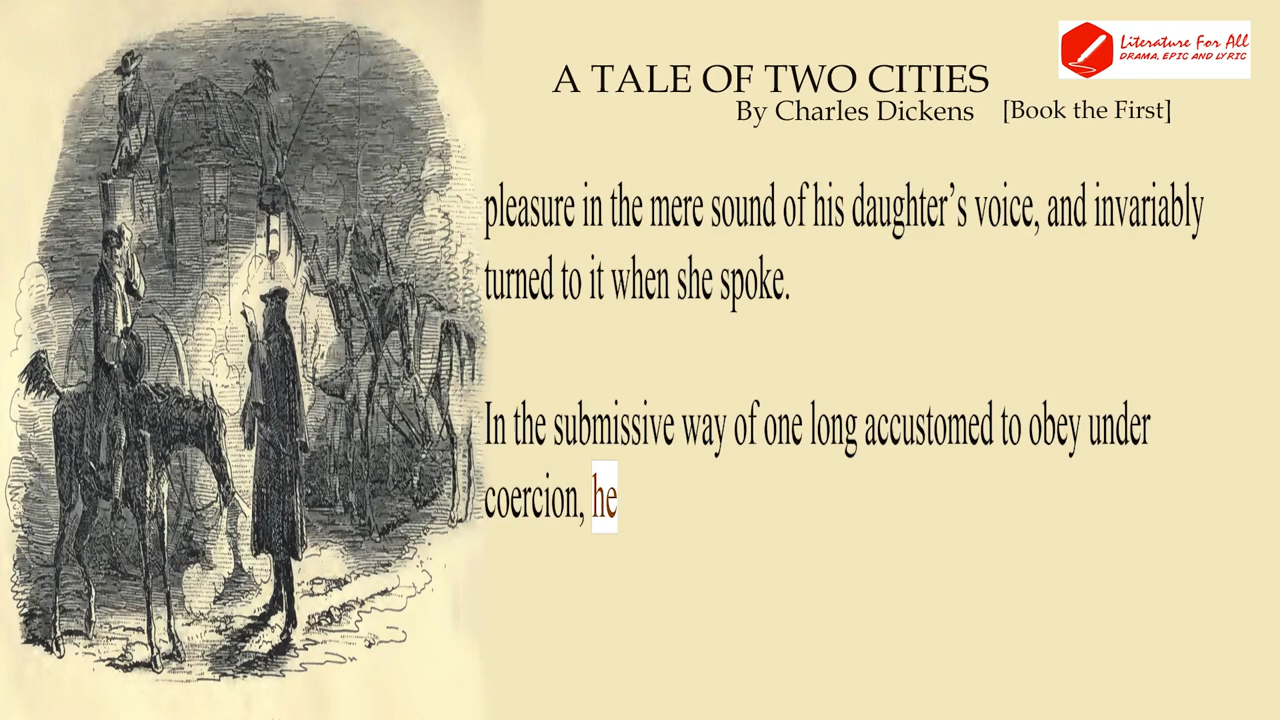 Literature For All
DRAMA, EPIC AND LYRIC
A TALE OF TWO CITIES
By Charles Dickens [Book the First]
pleasure in the mere sound of his daughter’s voice, and invariably
turned to it when she spoke.
In the submissive way of one long accustomed to obey under
coercion, he